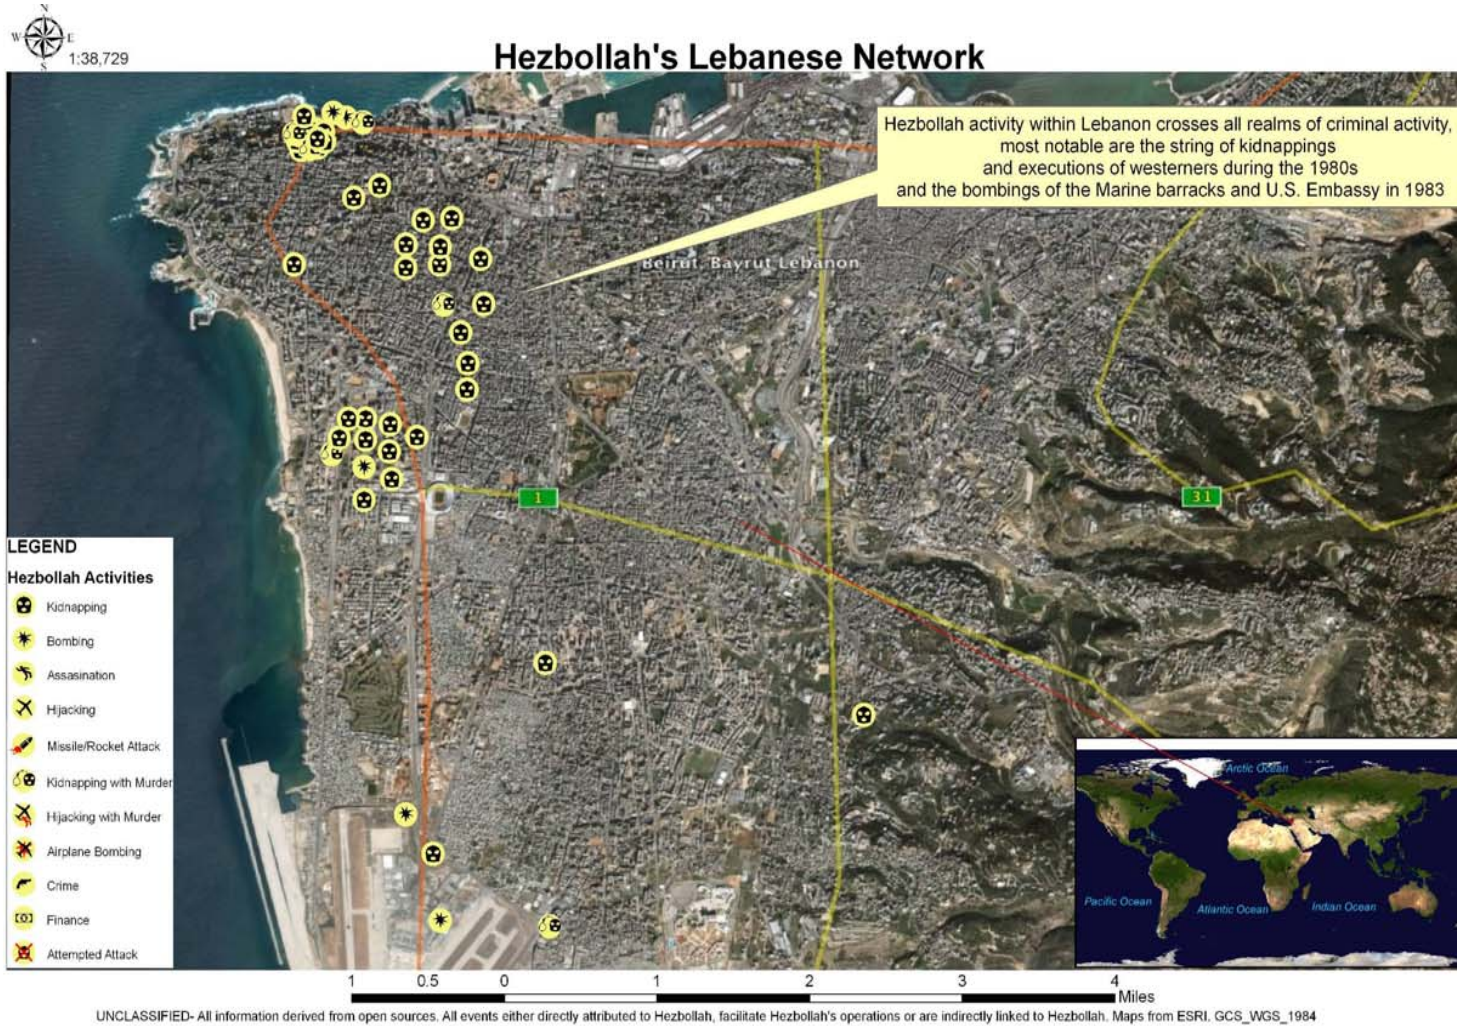 N
W E
S
1:38,729
Hezbollah's Lebanese Network
Hezbollah activity within Lebanon crosses all realms of criminal activity,
most notable are the string of kidnappings
and executions of westerners during the 1980s
and the bombings of the Marine barracks and U.S. Embassy in 1983
Beirut, Bayrut Lebanon
1
31
LEGEND
Hezbollah Activities
Kidnapping
Bombing
Assasination
Hijacking
Missile/Rocket Attack
Kidnapping with Murder
Hijacking with Murder
Airplane Bombing
Crime
Finance
Attempted Attack
Arctic Ocean
Pacific Ocean
Atlantic Ocean
Indian Ocean
1 0.5 0 1 2 3 4
Miles
UNCLASSIFIED- All information derived from open sources. All events either directly attributed to Hezbollah, facilitate Hezbollah's operations or are indirectly linked to Hezbollah. Maps from ESRI. GCS_WGS_1984